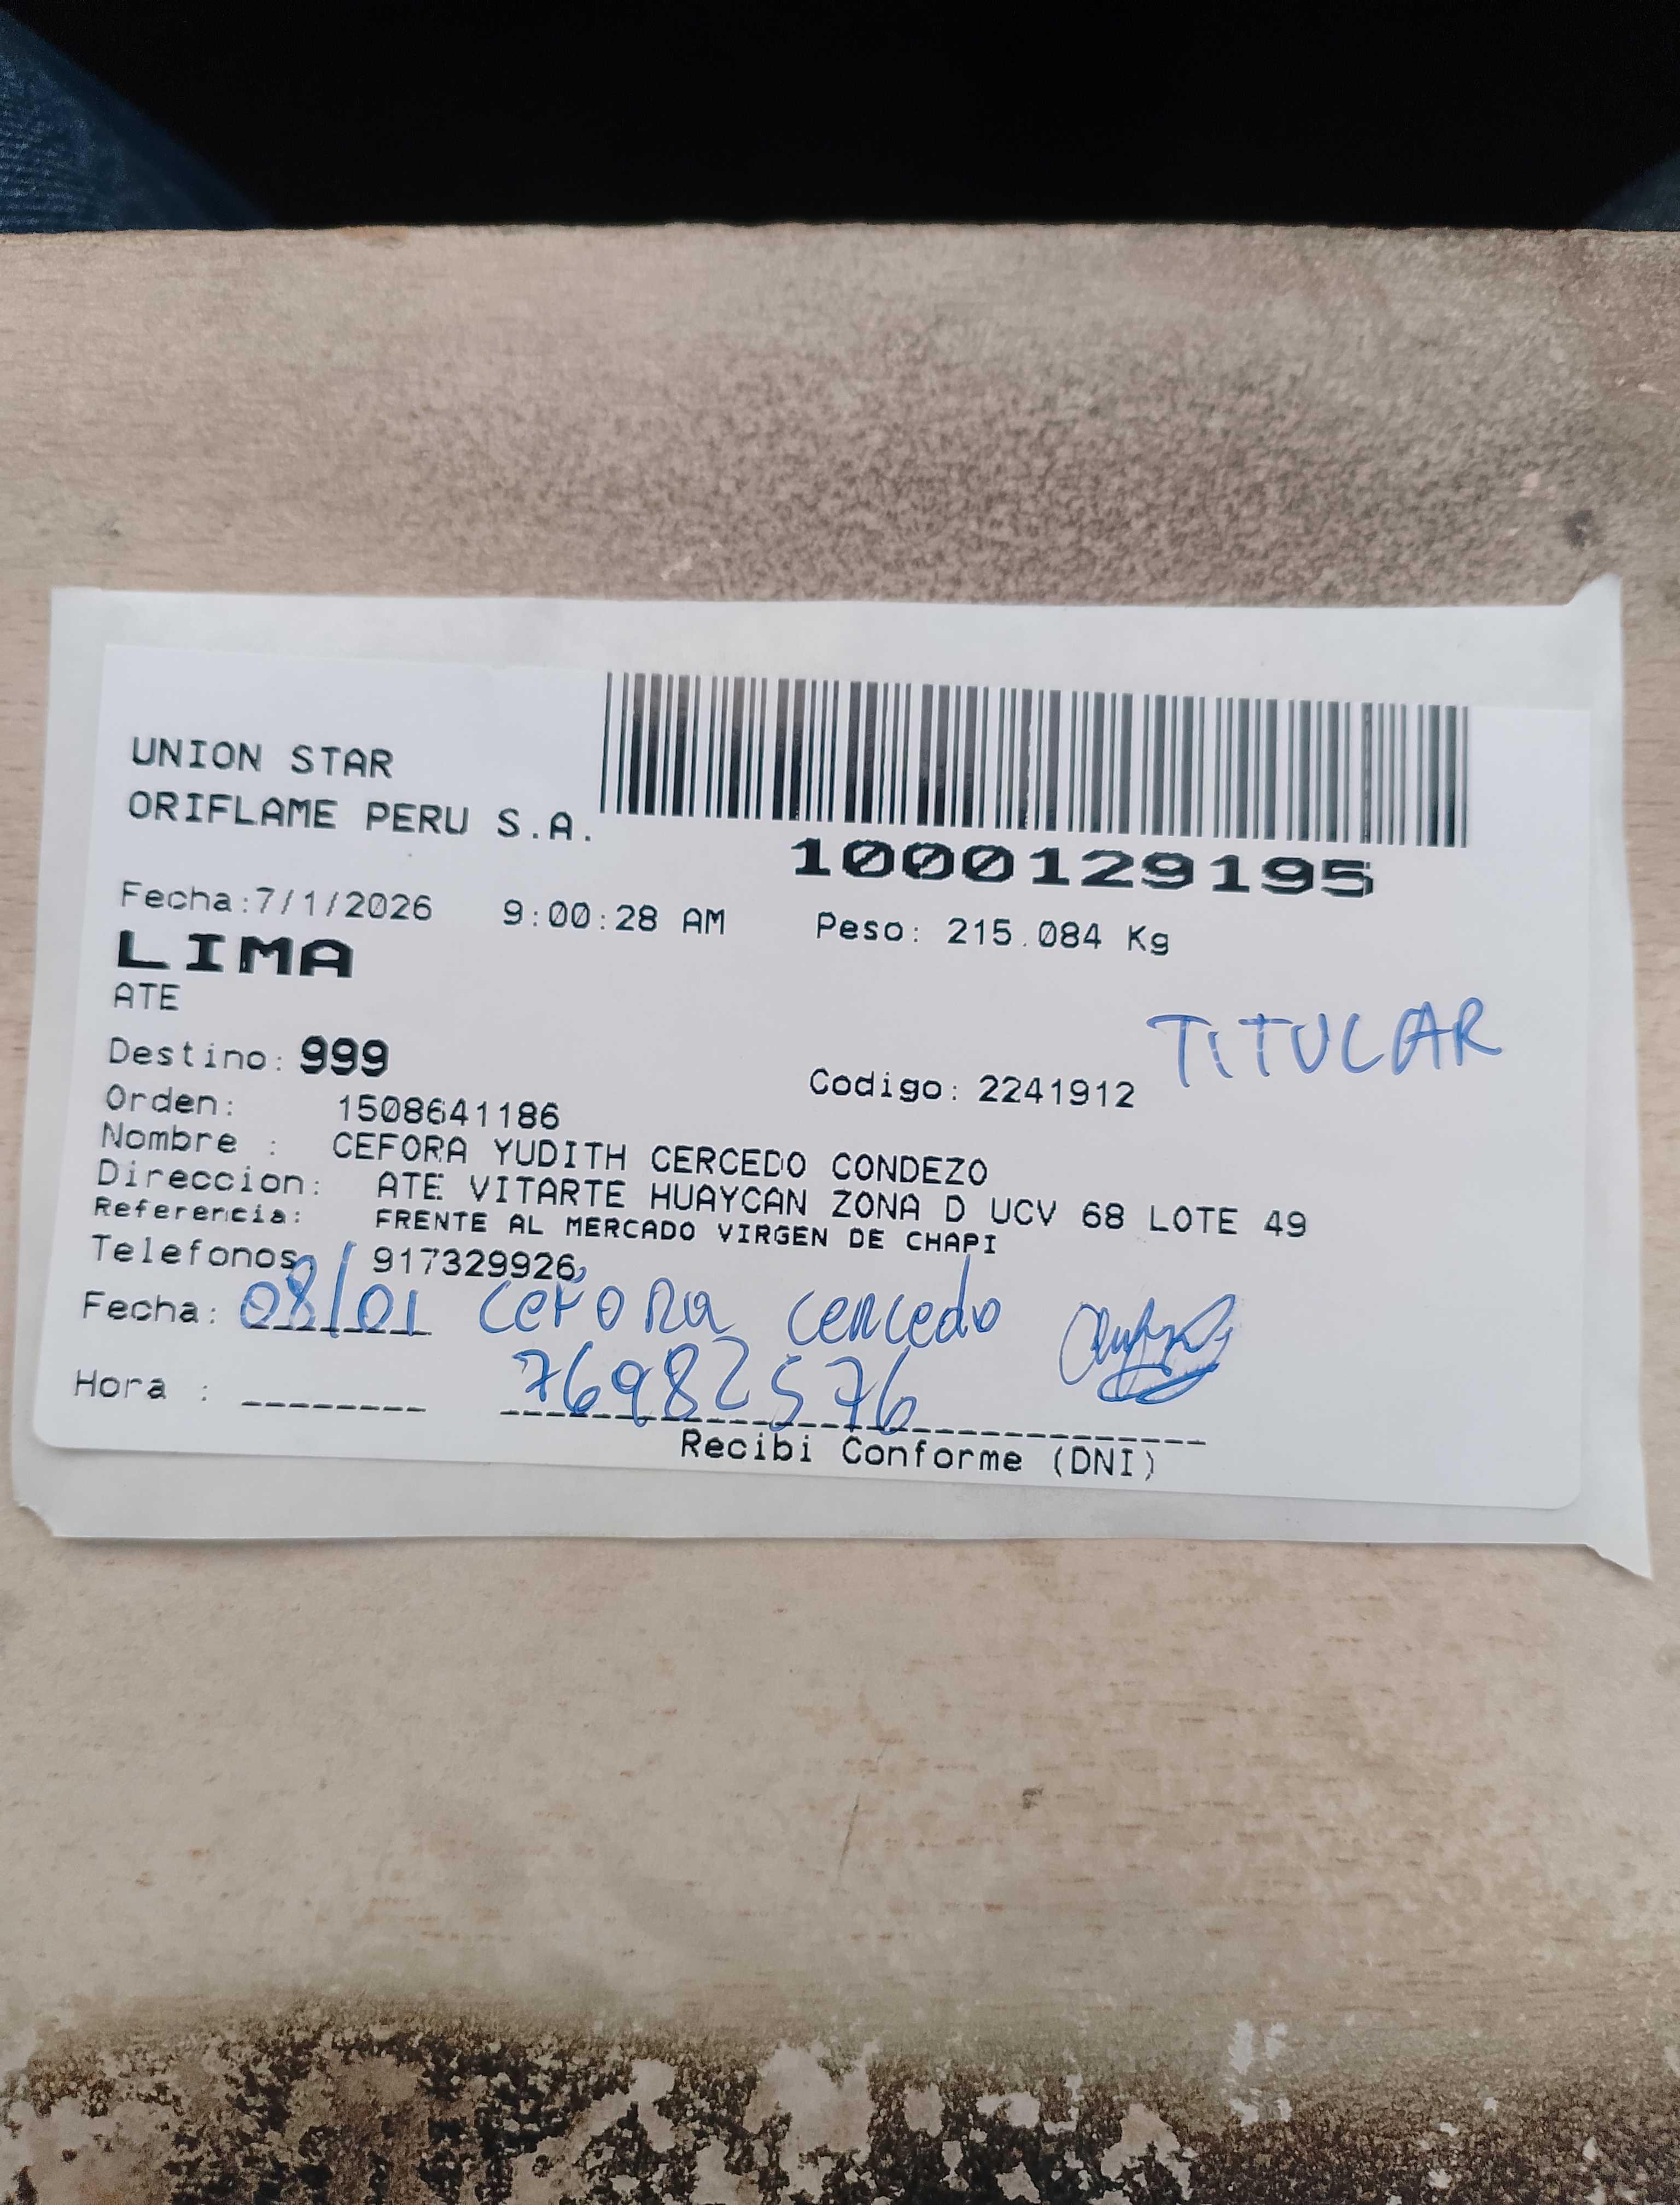 UNION STAR
ORIFLAME PERU S.A.
1000129195
Fecha:7/1/2026 9:00:28 AM Peso: 215.084 Kg
LIMA
ATE
TITULAR
Destino: 999 Codigo: 2241912
Orden: 1508641186
Nombre : CEFORA YUDITH CERCEDO CONDEZO
Direccion: ATE VITARTE HUAYCAN ZONA D UCV 68 LOTE 49
Referencia: FRENTE AL MERCADO VIRGEN DE CHAPI
Telefonos 917329926,
Fecha: 08/01 Cefora cercedo
76982576
Hora :
Recibi Conforme (DNI)